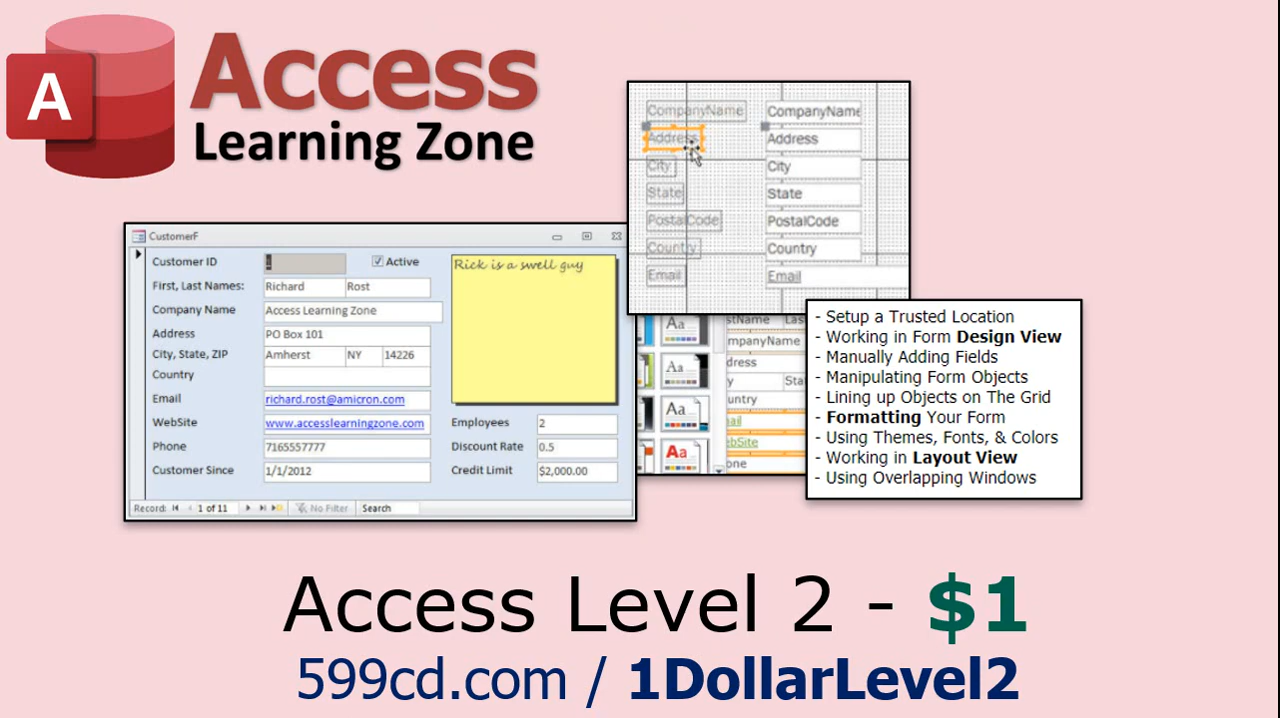 A
Access
Learning Zone
CompanyName CompanyName
Address Address
City City
State State
PostalCode PostalCode
Country Country
Email Email
CustomerF
Customer ID Active
First, Last Names: Richard Rost
Company Name Access Learning Zone
Address PO Box 101
City, State, ZIP Amherst NY 14226
Country
Email richard.rost@amicron.com
WebSite www.accesslearningzone.com
Phone 7165557777
Customer Since 1/1/2012
Rick is a swell guy
Employees 2
Discount Rate 0.5
Credit Limit $2,000.00
Record: 1 of 11 No Filter Search
Aa
Aa
Aa
Aa
- Setup a Trusted Location
- Working in Form Design View
- Manually Adding Fields
- Manipulating Form Objects
- Lining up Objects on The Grid
- Formatting Your Form
- Using Themes, Fonts, & Colors
- Working in Layout View
- Using Overlapping Windows
Access Level 2 - $1
599cd.com / 1DollarLevel2